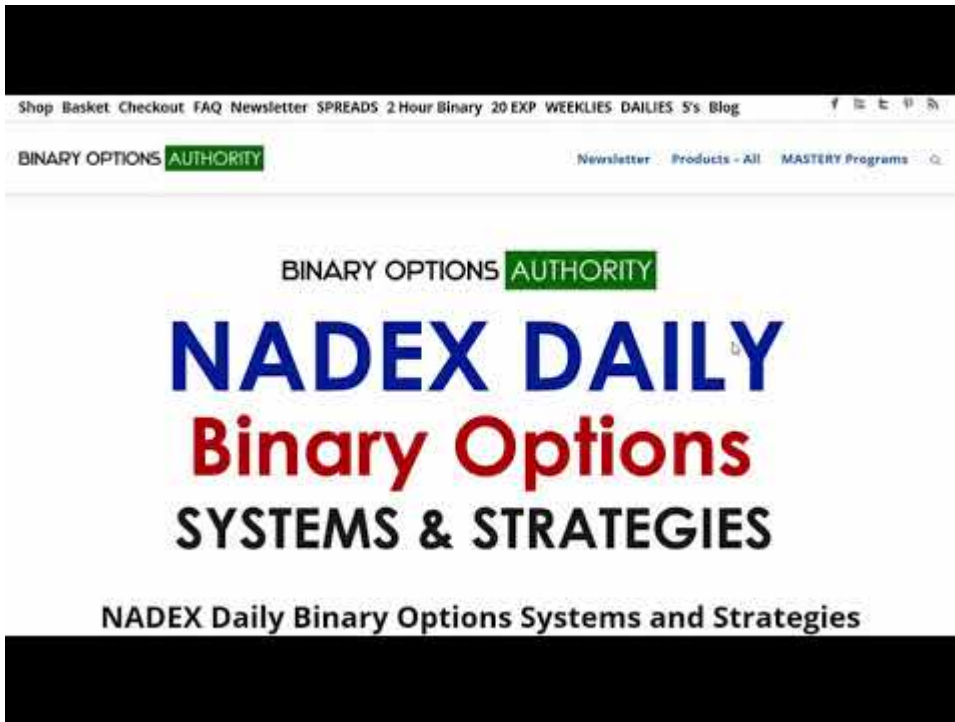 Shop Basket Checkout FAQ Newsletter SPREADS 2 Hour Binary 20 EXP WEEKLIES DAILIES 5's Blog
BINARY OPTIONS AUTHORITY
Newsletter Products - All MASTERY Programs
BINARY OPTIONS AUTHORITY
NADEX DAILY
Binary Options
SYSTEMS & STRATEGIES
NADEX Daily Binary Options Systems and Strategies